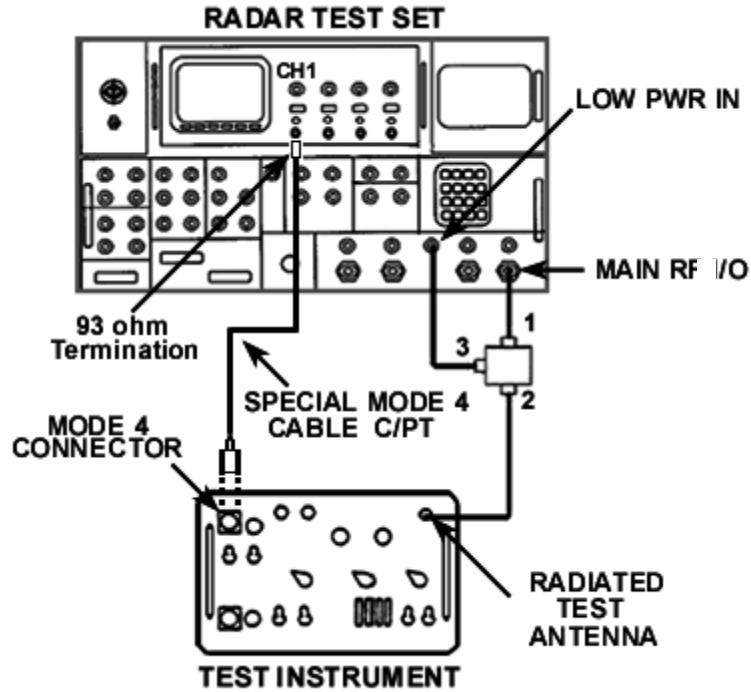 RADAR TEST SET
CH1
LOW PWR IN
MAIN RF I/O
93 ohm
Termination
1
3
2
SPECIAL MODE 4
CABLE C/PT
MODE 4
CONNECTOR
RADIATED
TEST
ANTENNA
TEST INSTRUMENT